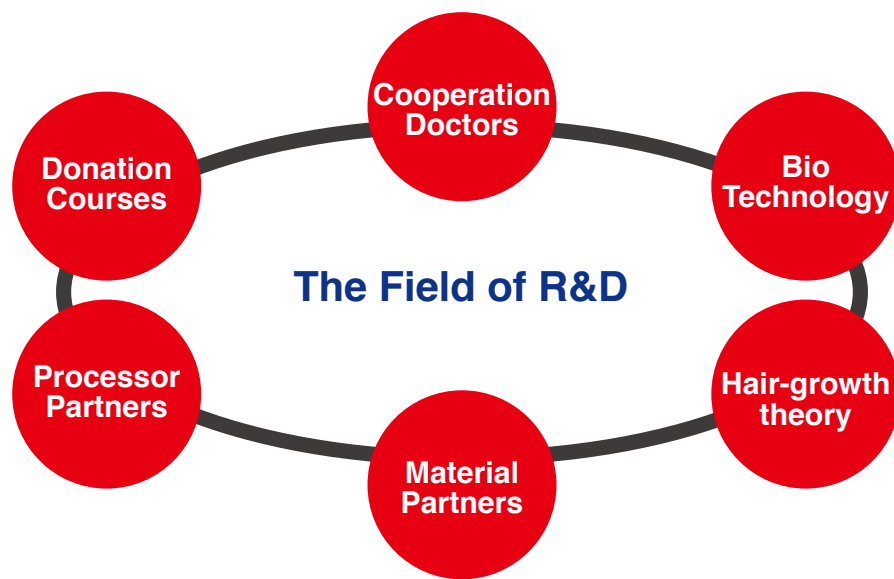 Cooperation
Doctors
Donation
Courses
Bio
Technology
The Field of R&D
Processor
Partners
Hair-growth
theory
Material
Partners